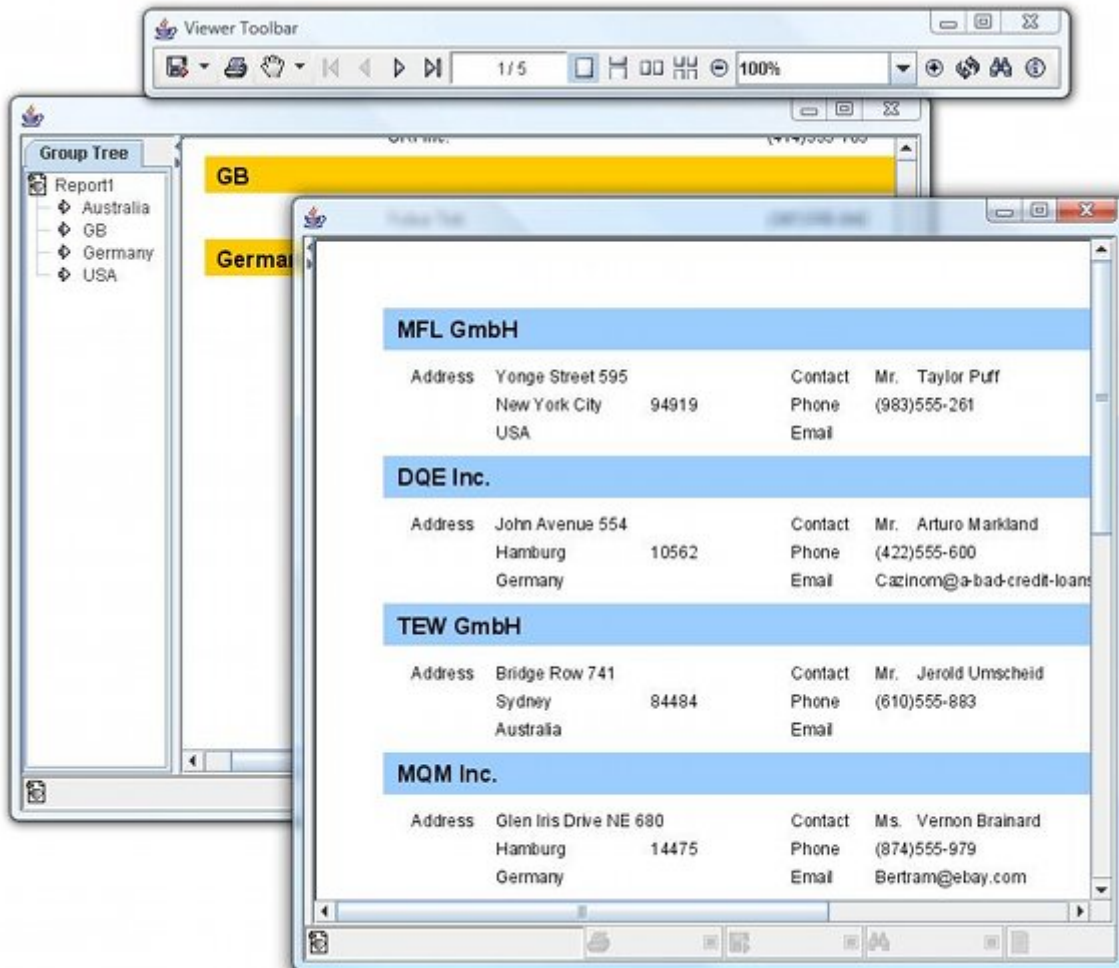 Viewer Toolbar
1/5
100%
Group Tree
Report1
Australia
GB
Germany
USA
GB
MFL GmbH
Address Yonge Street 595 Contact Mr. Taylor Puff
New York City 94919 Phone (983)555-261
USA Email
DQE Inc.
Address John Avenue 554 Contact Mr. Arturo Markland
Hamburg 10562 Phone (422)555-600
Germany Email Cazinom@a-bad-credit-loans
TEW GmbH
Address Bridge Row 741 Contact Mr. Jerold Umscheid
Sydney 84484 Phone (610)555-883
Australia Email
MQM Inc.
Address Glen Iris Drive NE 680 Contact Ms. Vernon Brainard
Hamburg 14475 Phone (874)555-979
Germany Email Bertram@ebay.com